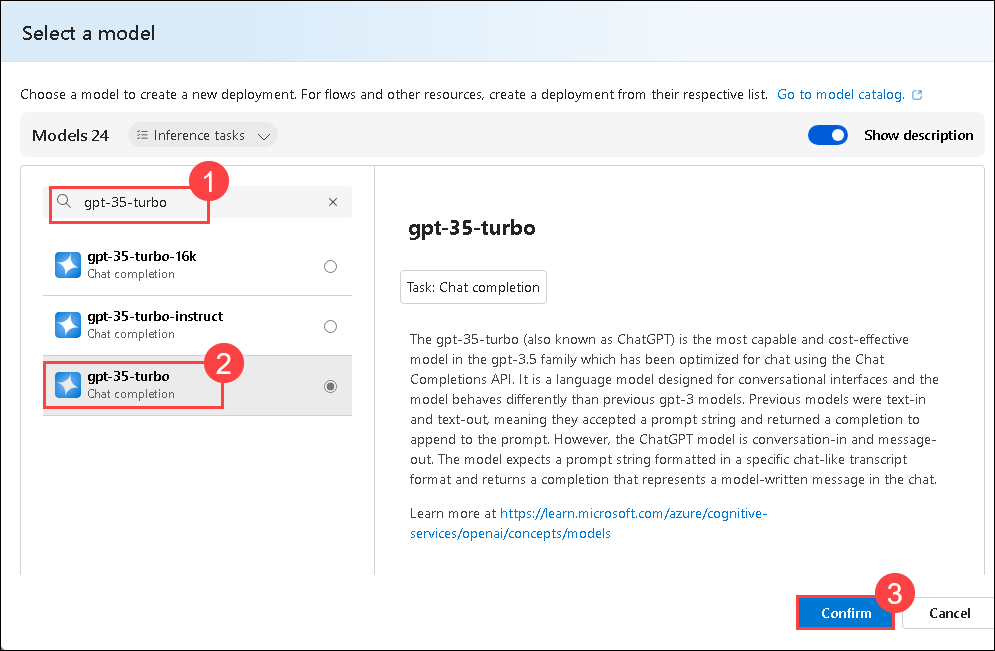 Select a model
Choose a model to create a new deployment. For flows and other resources, create a deployment from their respective list. Go to model catalog.
Models 24 Inference tasks Show description
1
gpt-35-turbo
gpt-35-turbo-16k
Chat completion
gpt-35-turbo-instruct
Chat completion
2
gpt-35-turbo
Chat completion
gpt-35-turbo
Task: Chat completion
The gpt-35-turbo (also known as ChatGPT) is the most capable and cost-effective
model in the gpt-3.5 family which has been optimized for chat using the Chat
Completions API. It is a language model designed for conversational interfaces and the
model behaves differently than previous gpt-3 models. Previous models were text-in
and text-out, meaning they accepted a prompt string and returned a completion to
append to the prompt. However, the ChatGPT model is conversation-in and message-
out. The model expects a prompt string formatted in a specific chat-like transcript
format and returns a completion that represents a model-written message in the chat.
Learn more at https://learn.microsoft.com/azure/cognitive-
services/openai/concepts/models
3
Confirm Cancel